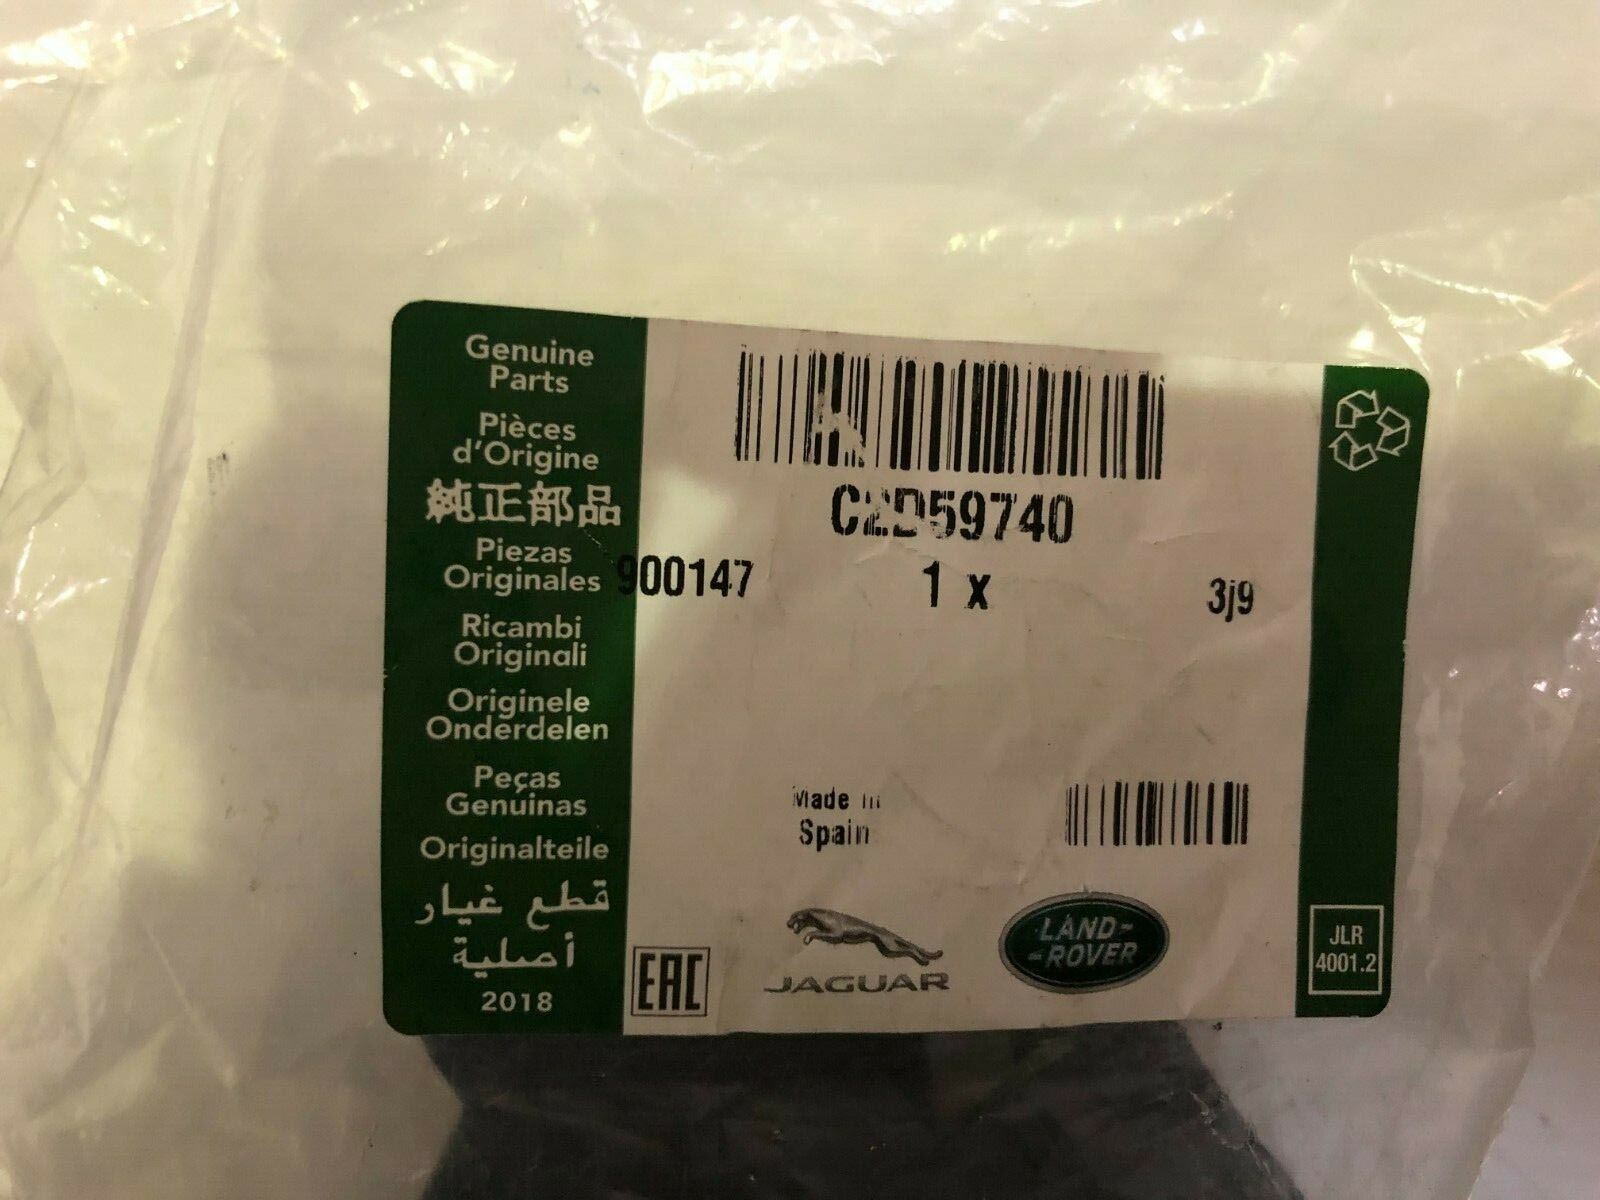 Genuine
Parts
Pièces
d'Origine
純正部品
Piezas
Originales
Ricambi
Originali
Originele
Onderdelen
Peças
Genuínas
Originalteile
قطع غيار
أصلية
2018
C2D59740
900147
1 x
3j9
Made in
Spain
EAC
JAGUAR
LAND-
-ROVER
JLR
4001.2